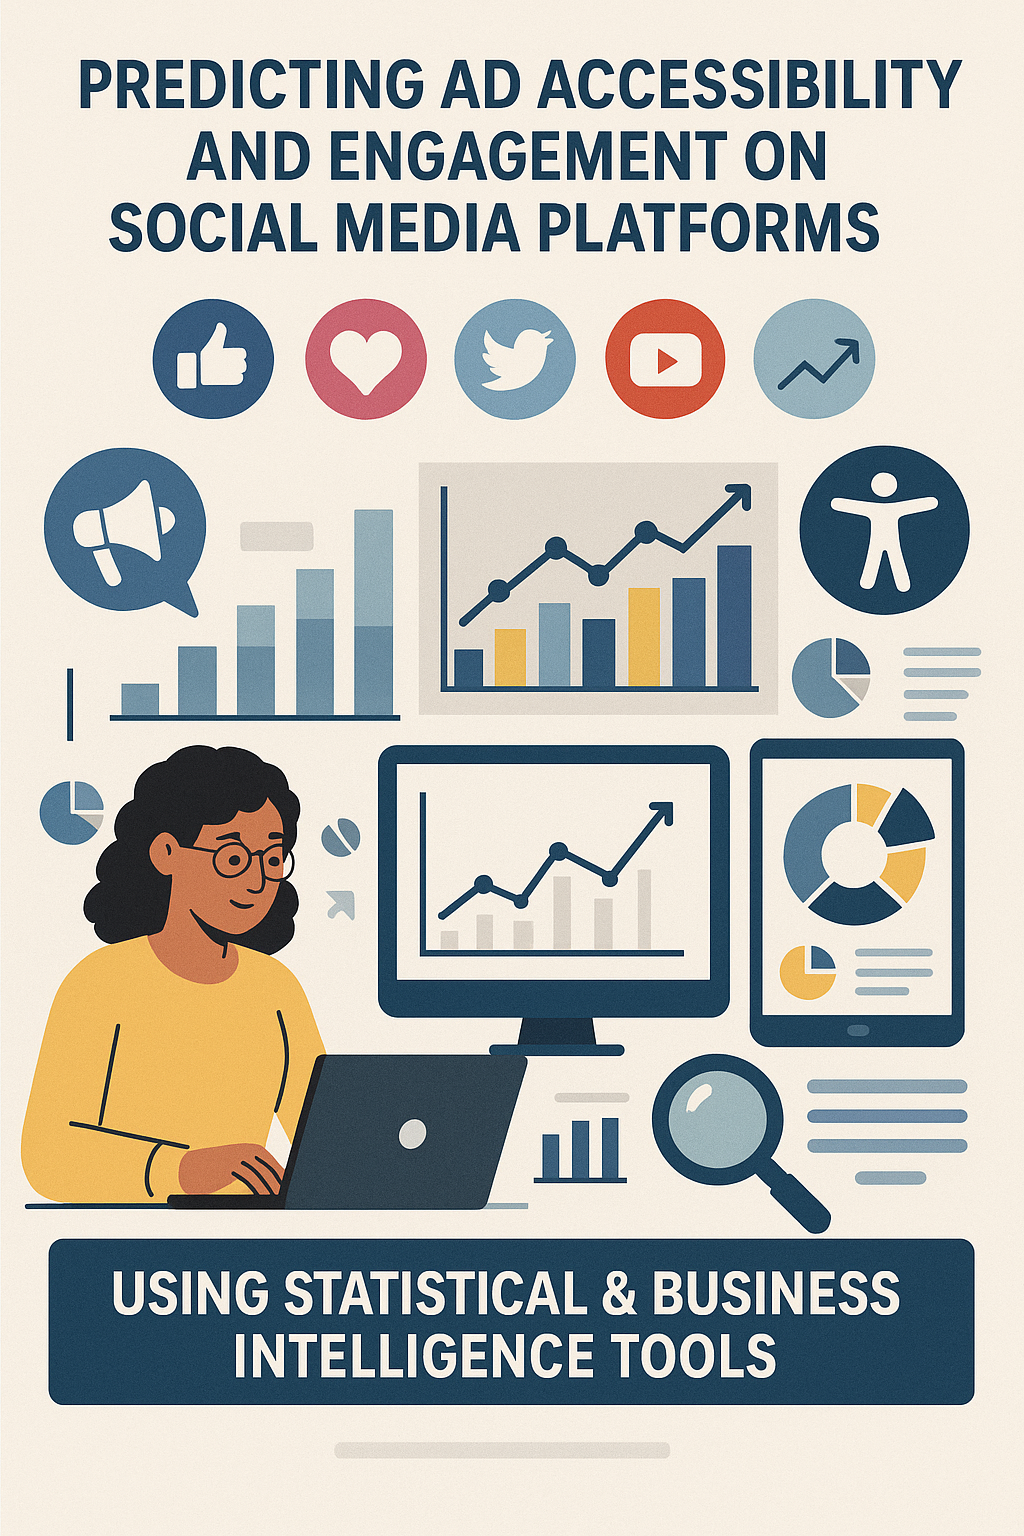 PREDICTING AD ACCESSIBILITY
AND ENGAGEMENT ON
SOCIAL MEDIA PLATFORMS
USING STATISTICAL & BUSINESS
INTELLIGENCE TOOLS